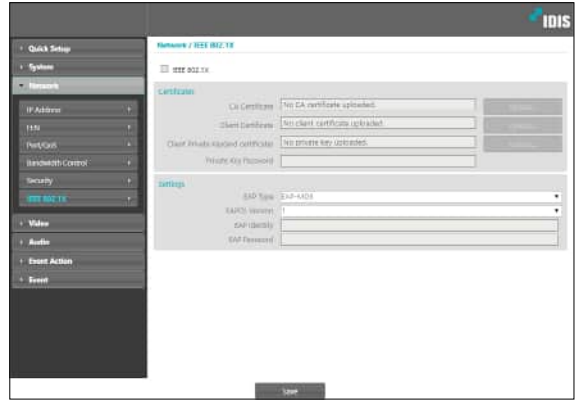 IDIS
Quick Setup
Network / IEEE 802.1X
System
IEEE 802.1X
Network
Certificates
IP Address
CA Certificate No CA certificate uploaded.
FEN
Client Certificate No client certificate uploaded.
Port/QoS
Client Private Key No private key uploaded.
Bandwidth Control
Private Key Password
Security
Settings
IEEE 802.1X
EAP Type EAP-MD5
EAPOL Version 1
Video
EAP Identity
Audio
EAP Password
Event Action
Event
Save